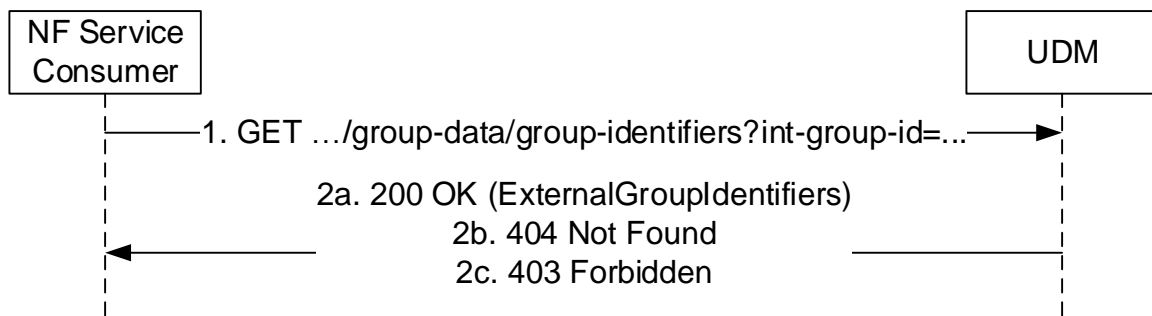 NF Service
Consumer
UDM
1. GET …/group-data/group-identifiers?int-group-id=...
2a. 200 OK (ExternalGroupIdentifiers)
2b. 404 Not Found
2c. 403 Forbidden